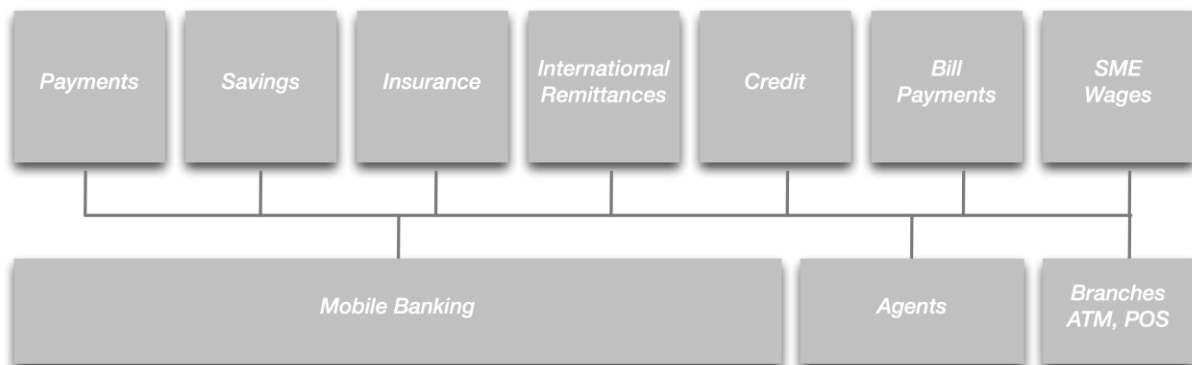 Payments
Savings
Insurance
Internatiomal
Remittances
Credit
Bill
Payments
SME
Wages
Mobile Banking
Agents
Branches
ATM, POS